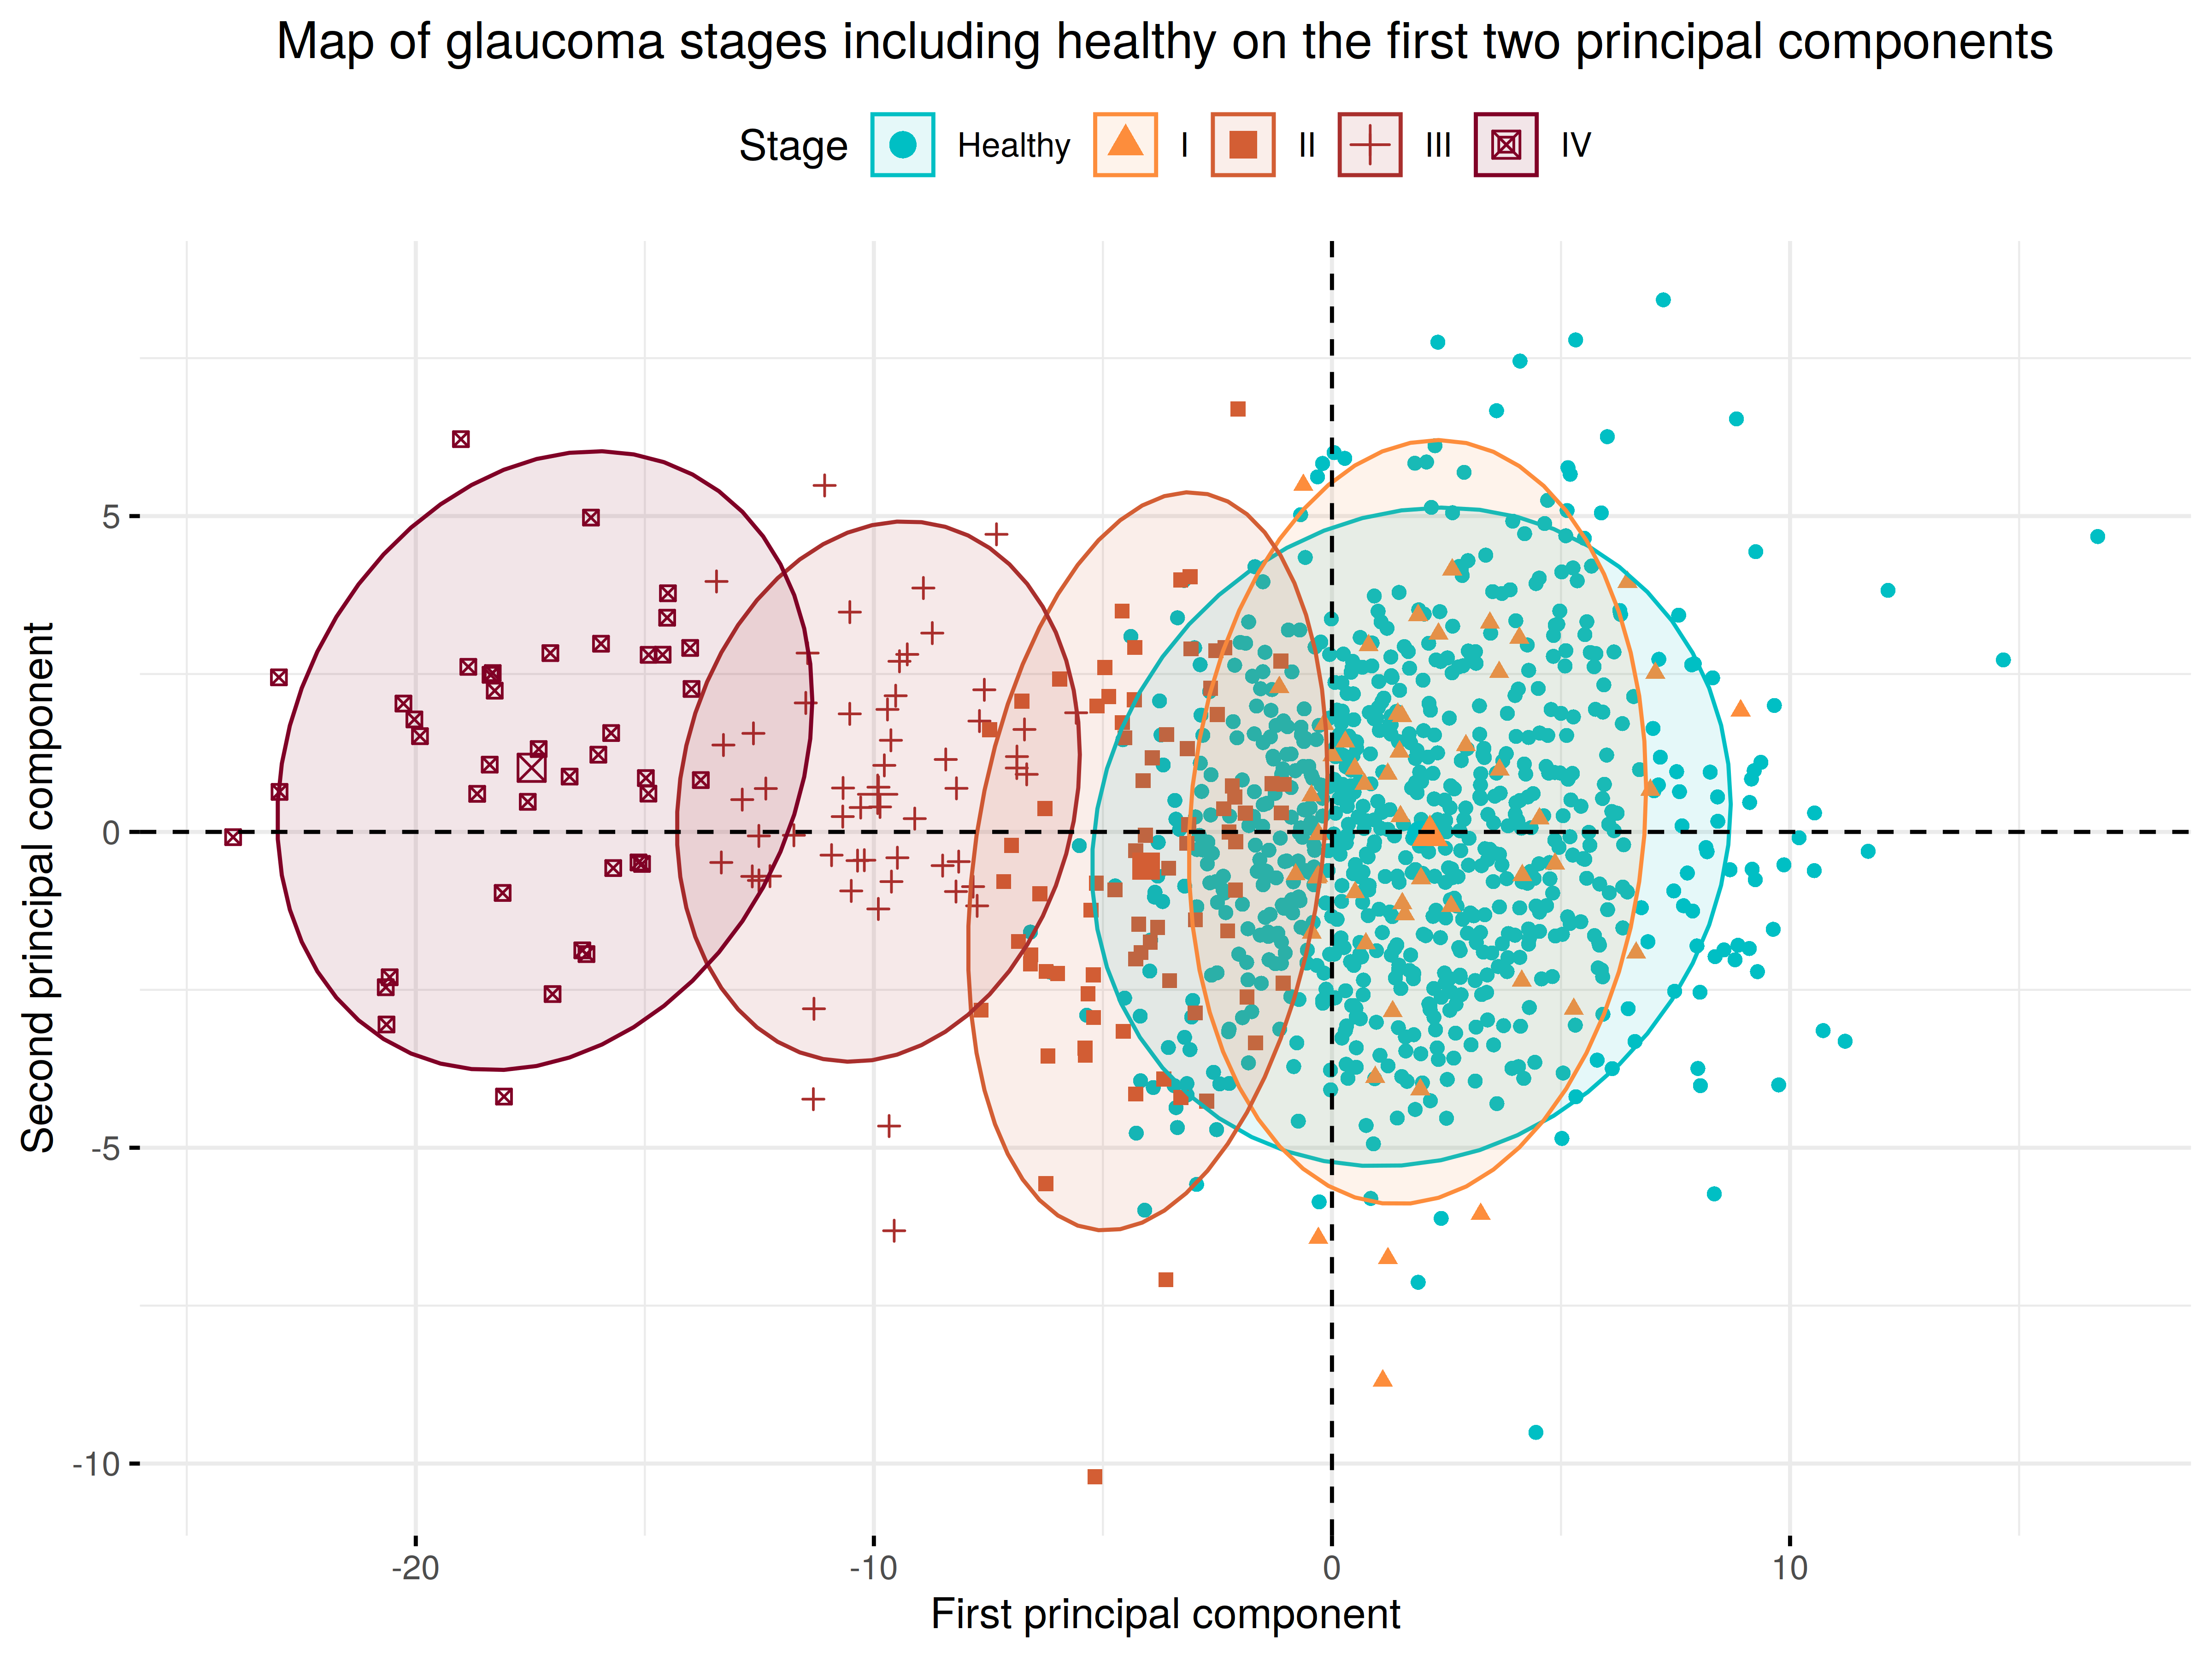 Map of glaucoma stages including healthy on the first two principal components
Stage Healthy I II III IV
Second principal component
5
0
-5
-10
-20 -10 0 10
First principal component